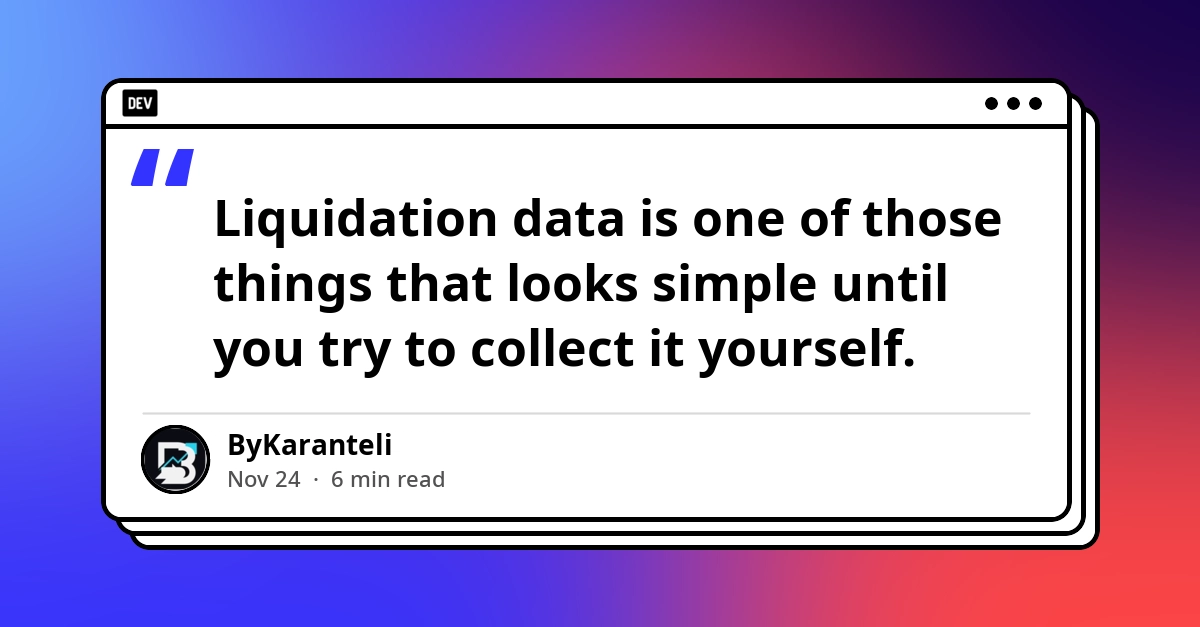 DEV
“
Liquidation data is one of those
things that looks simple until
you try to collect it yourself.
ByKaranteli
Nov 24 · 6 min read